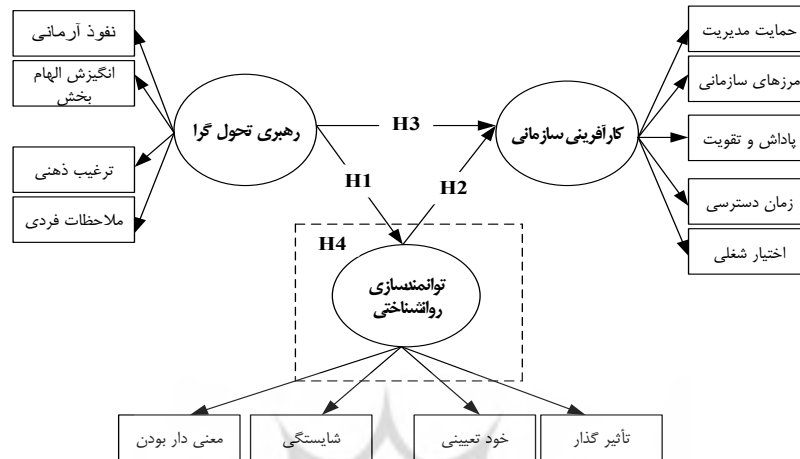 حمایت مدیریت
مرزهای سازمانی
پاداش و تقویت
زمان دسترسی
اختیار شغلی
کارآفرینی سازمانی
H3
رهبری تحول گرا
نفوذ آرمانی
انگیزش الهام
بخش
ترغیب ذهنی
ملاحظات فردی
H1
H2
H4
توانمندسازی
روانشناختی
تأثیر گذار
خود تعیینی
شایستگی
معنی دار بودن